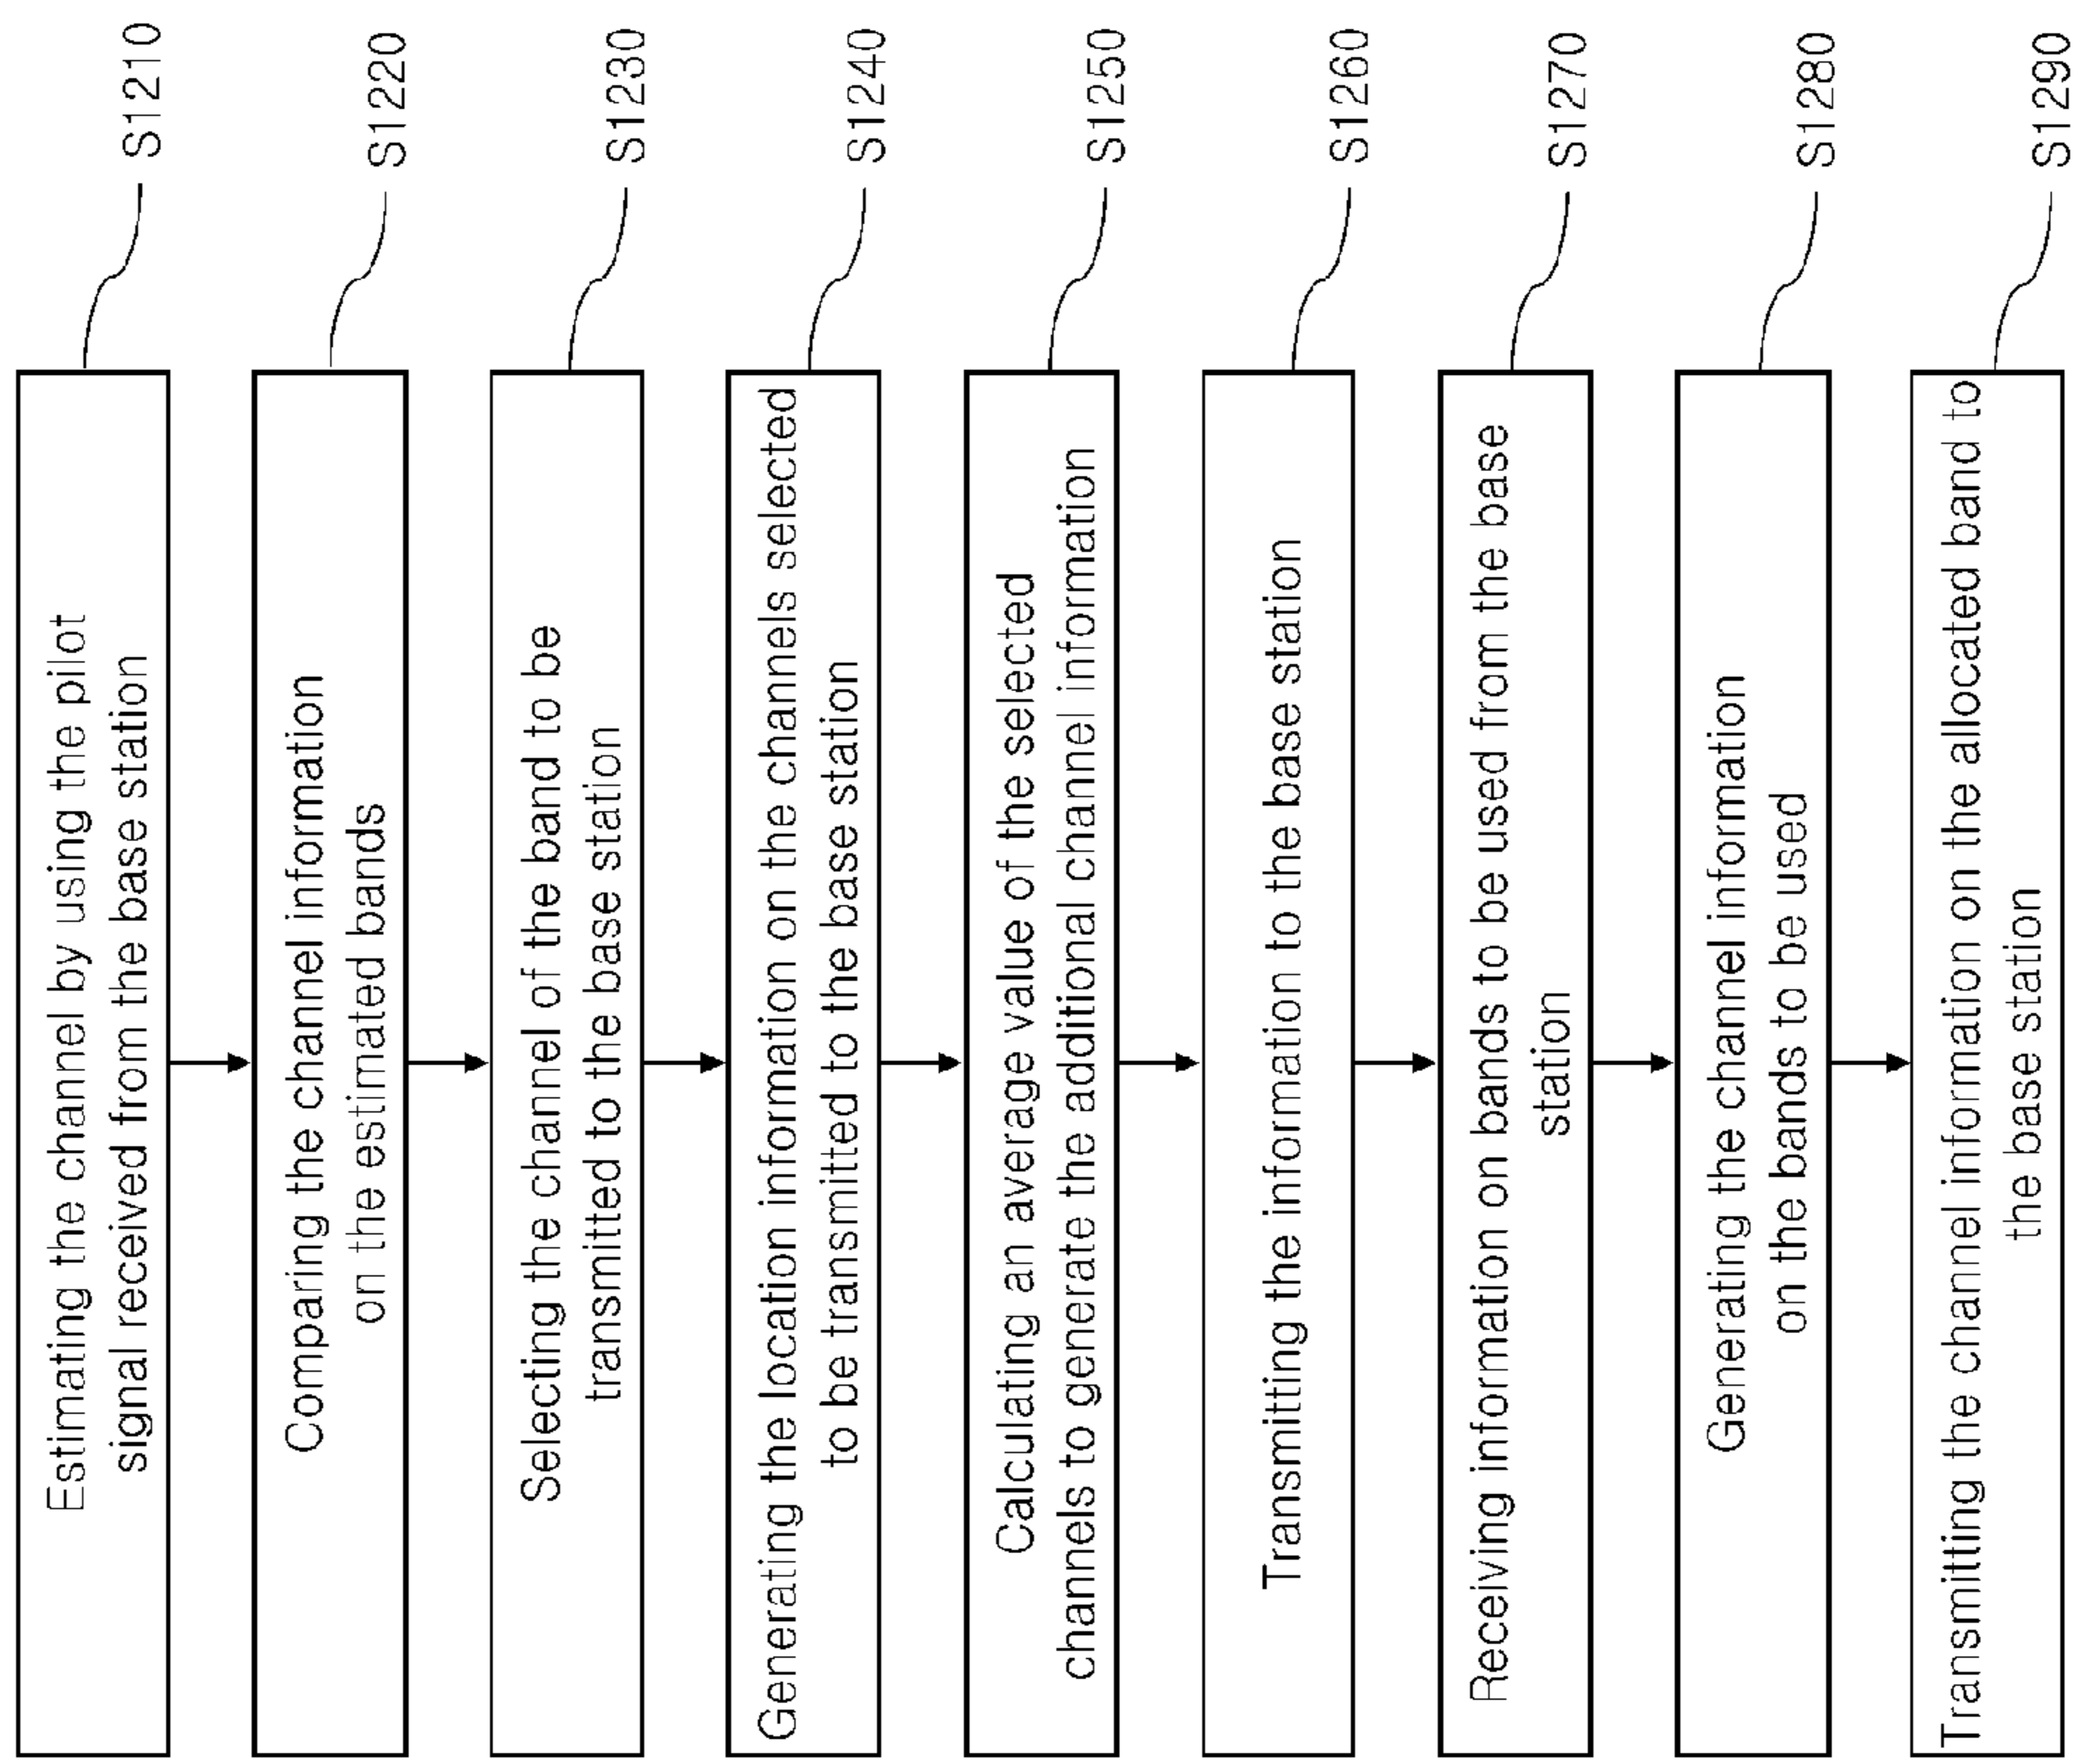 Estimating the channel by using the pilot
signal received from the base station
S1210
Comparing the channel information
on the estimated bands
S1220
Selecting the channel of the band to be
transmitted to the base station
S1230
Generating the location information on the channels selected
to be transmitted to the base station
S1240
Calculating an average value of the selected
channels to generate the additional channel information
S1250
Transmitting the information to the base station
S1260
Receiving information on bands to be used from the base
station
S1270
Generating the channel information
on the bands to be used
S1280
Transmitting the channel information on the allocated band to
the base station
S1290